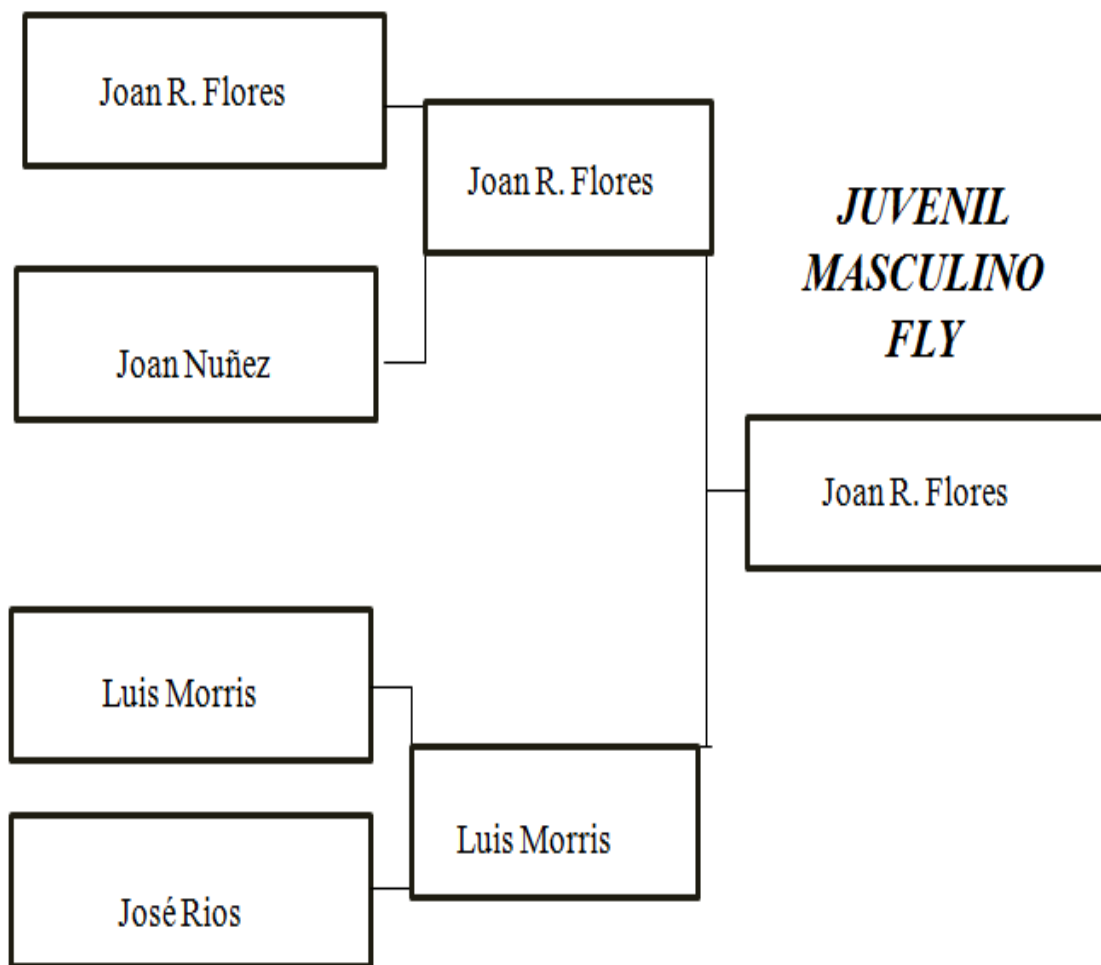 Joan R. Flores
Joan R. Flores
JUVENIL
MASCULINO
FLY
Joan Nuñez
Joan R. Flores
Luis Morris
Luis Morris
José Rios